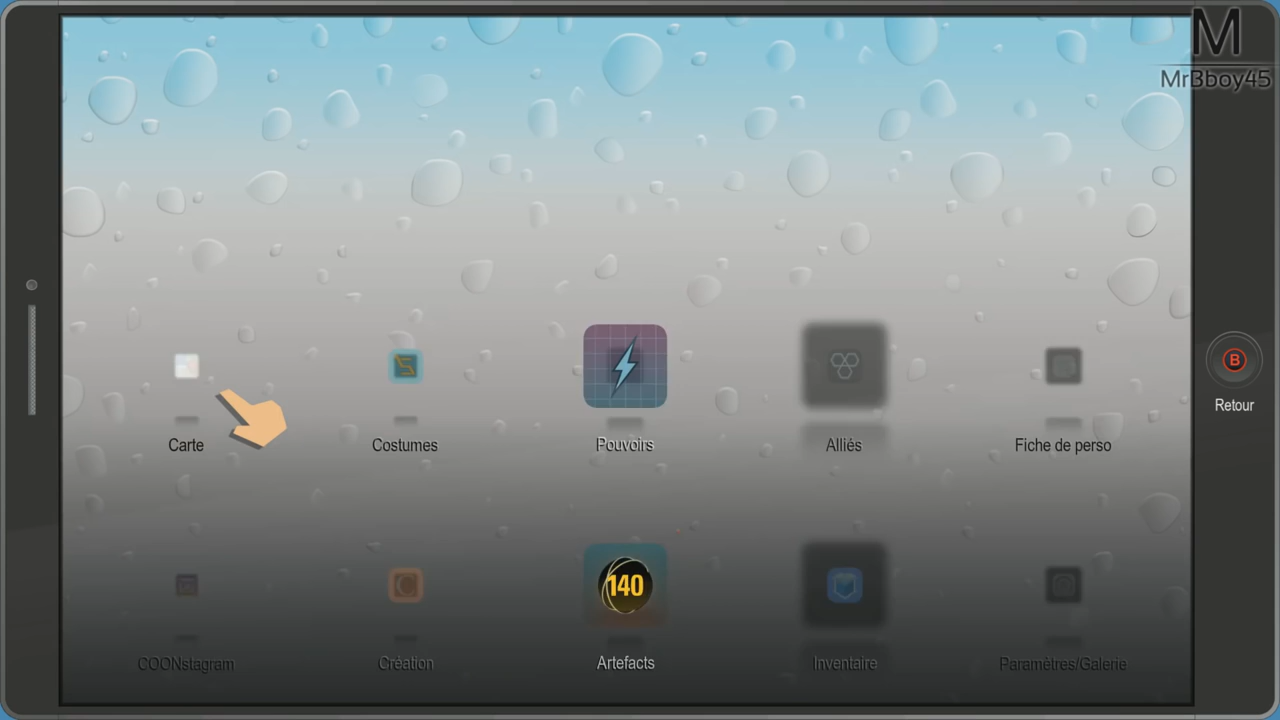 M
MrBboy45
B
Retour
Carte
Costumes
Pouvoirs
Alliés
Fiche de perso
140
COONstagram
Création
Artefacts
Inventaire
Paramètres/Galerie